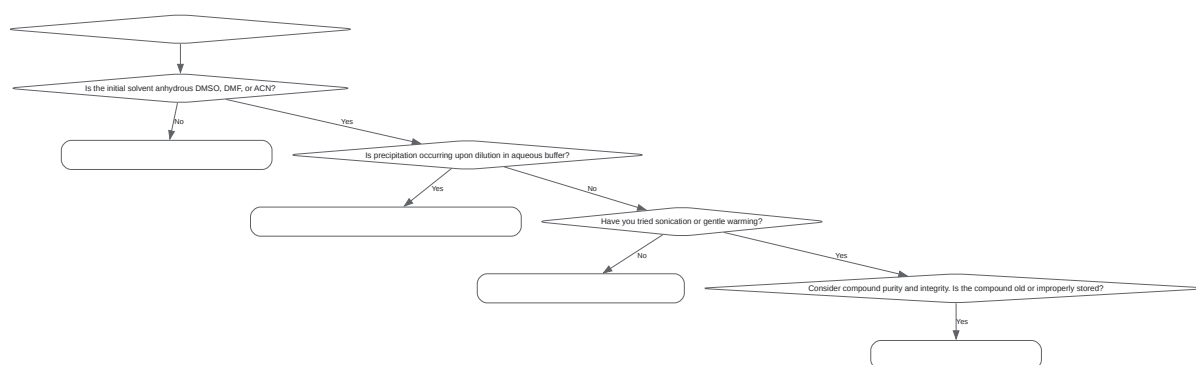 Is the initial solvent anhydrous DMSO, DMF, or ACN?
No
Yes
Is precipitation occurring upon dilution in aqueous buffer?
Yes
No
Have you tried sonication or gentle warming?
No
Yes
Consider compound purity and integrity. Is the compound old or improperly stored?
Yes